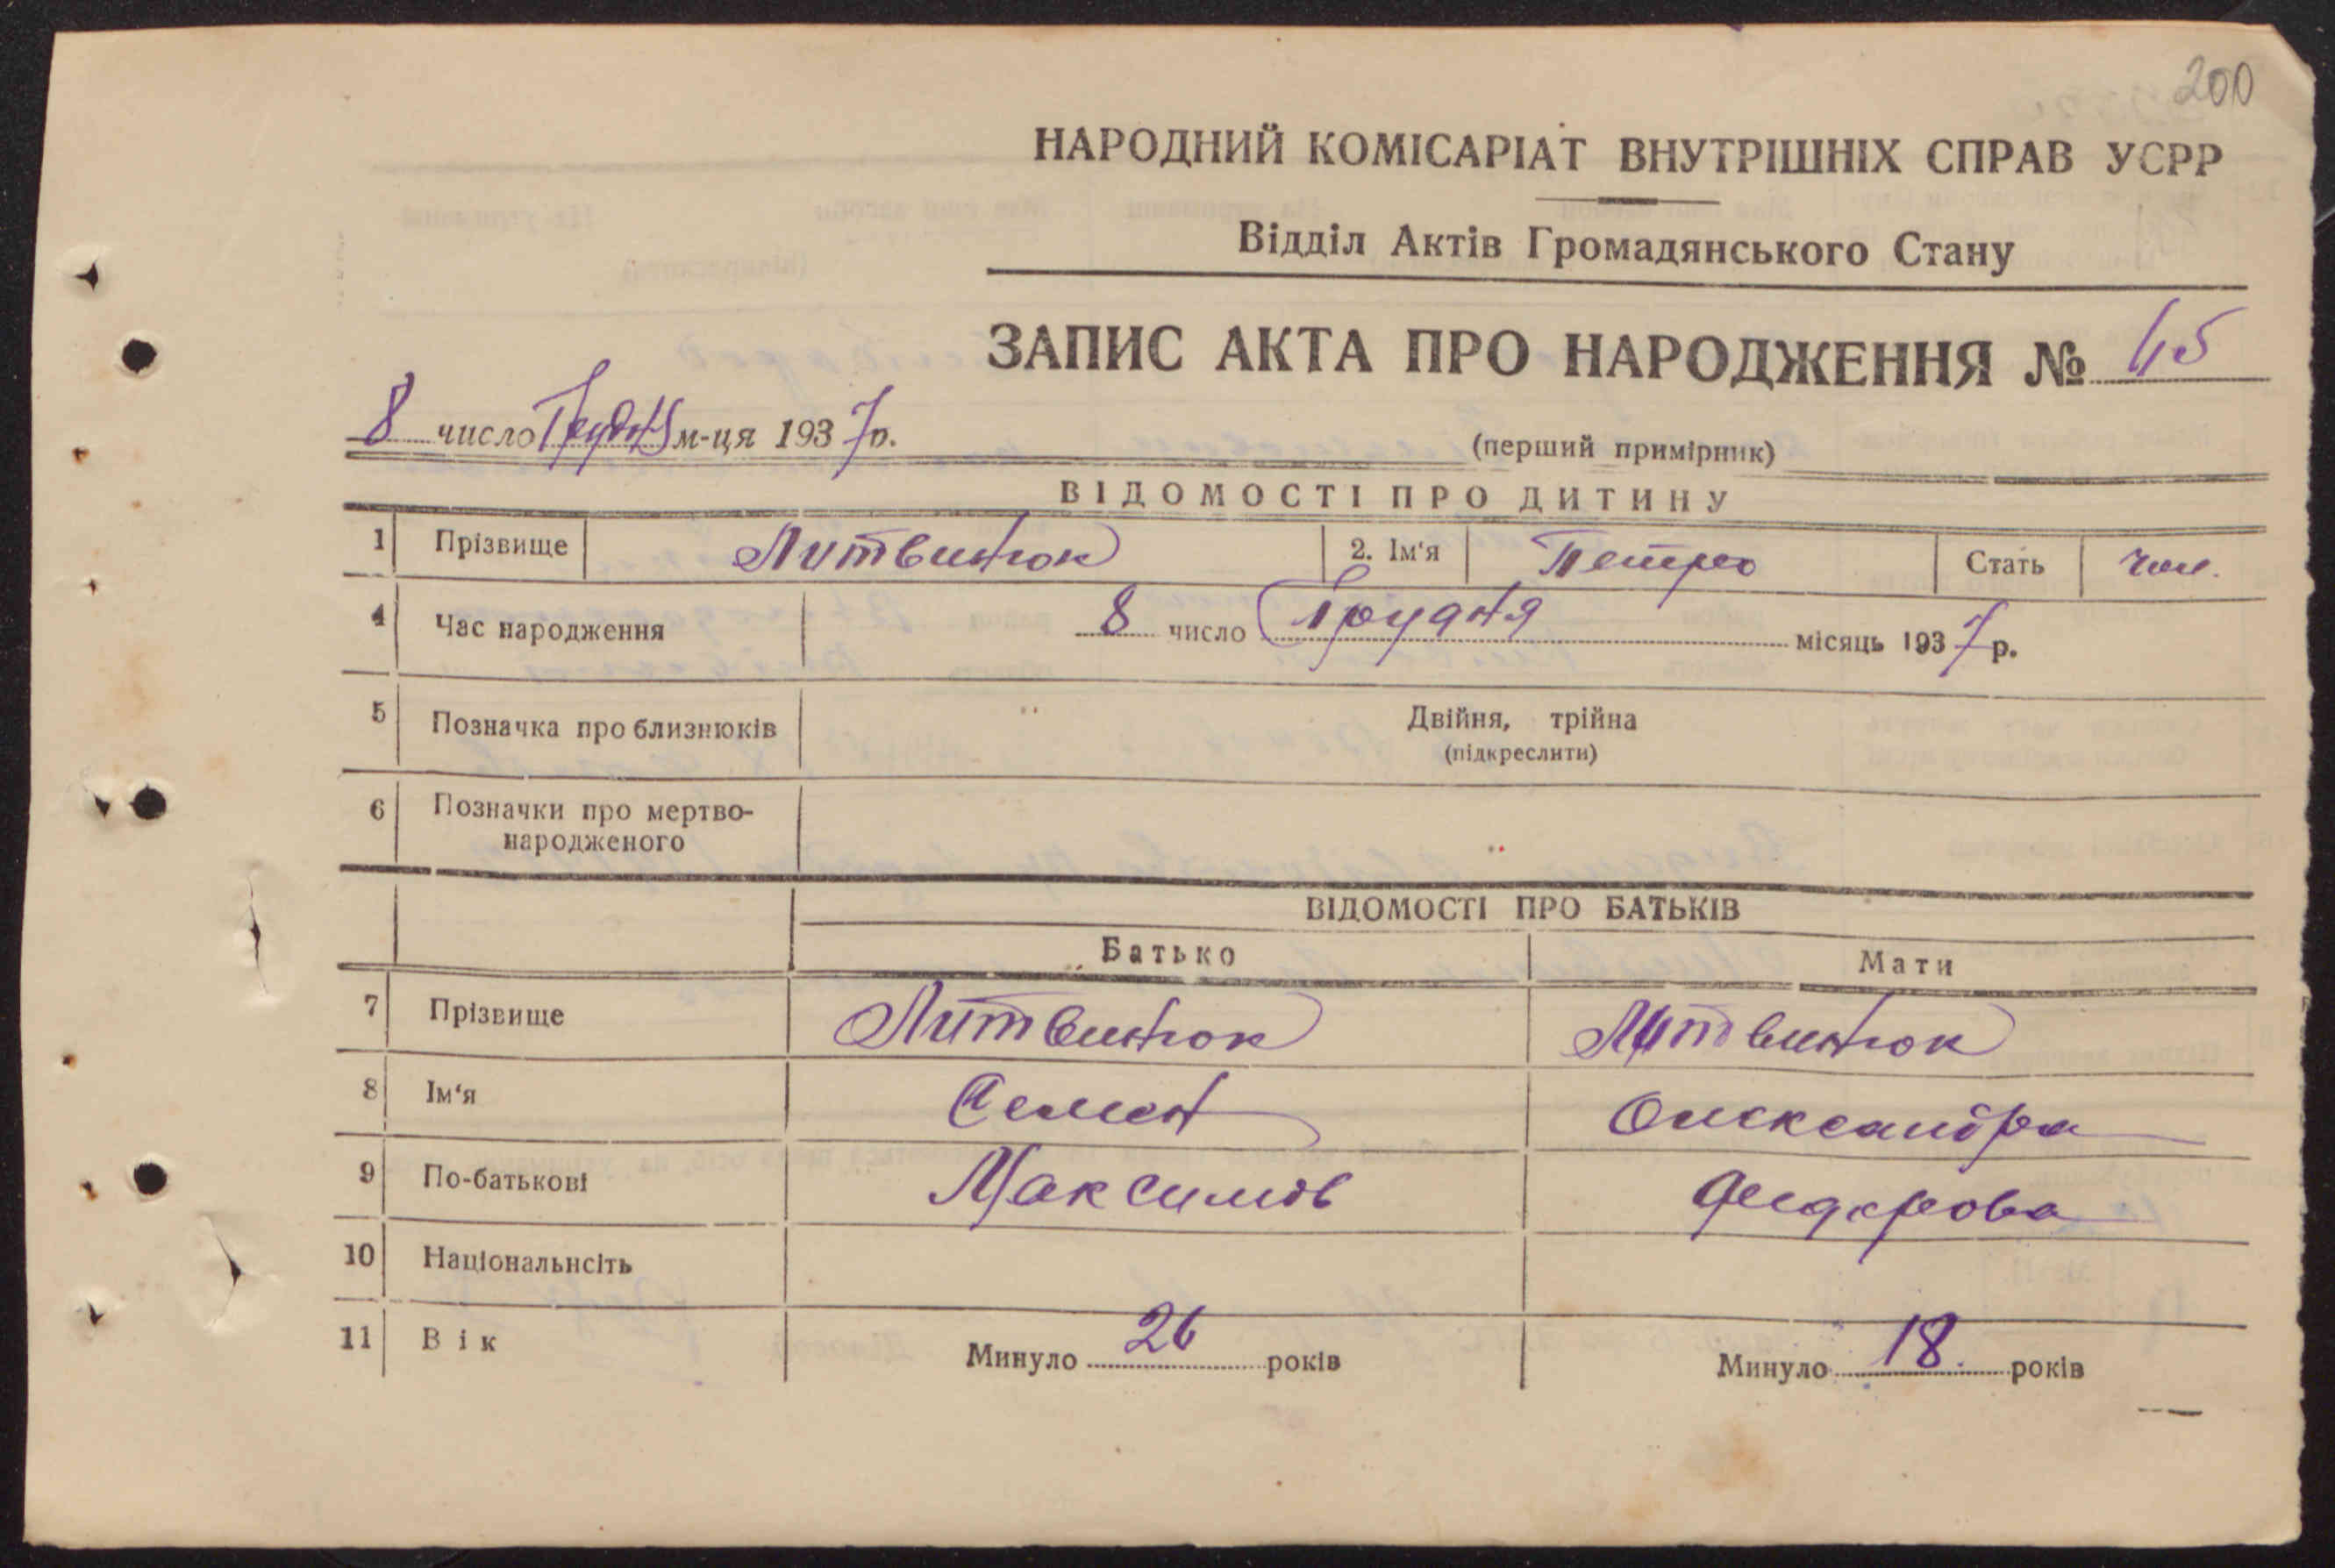 200
НАРОДНИЙ КОМІСАРІАТ ВНУТРІШНІХ СПРАВ УСРР
Відділ Актів Громадянського Стану
ЗАПИС АКТА ПРО НАРОДЖЕННЯ № 45
8 число Грудня м-ця 1937 р.
(перший примірник)
ВІДОМОСТІ ПРО ДИТИНУ
1 Прізвище Литвинюк 2. Ім'я Петро Стать чол.
4 Час народження 8 число Грудня місяць 1937 р.
5 Позначка про близнюків Двійня, трійна
(підкреслити)
6 Позначки про мертво-
народженого
ВІДОМОСТІ ПРО БАТЬКІВ
Батько Мати
7 Прізвище Литвинюк Литвинюк
8 Ім'я Семен Олександра
9 По-батькові Максимов Федорова
10 Національнсіть
11 Вік Минуло 26 років Минуло 18. років